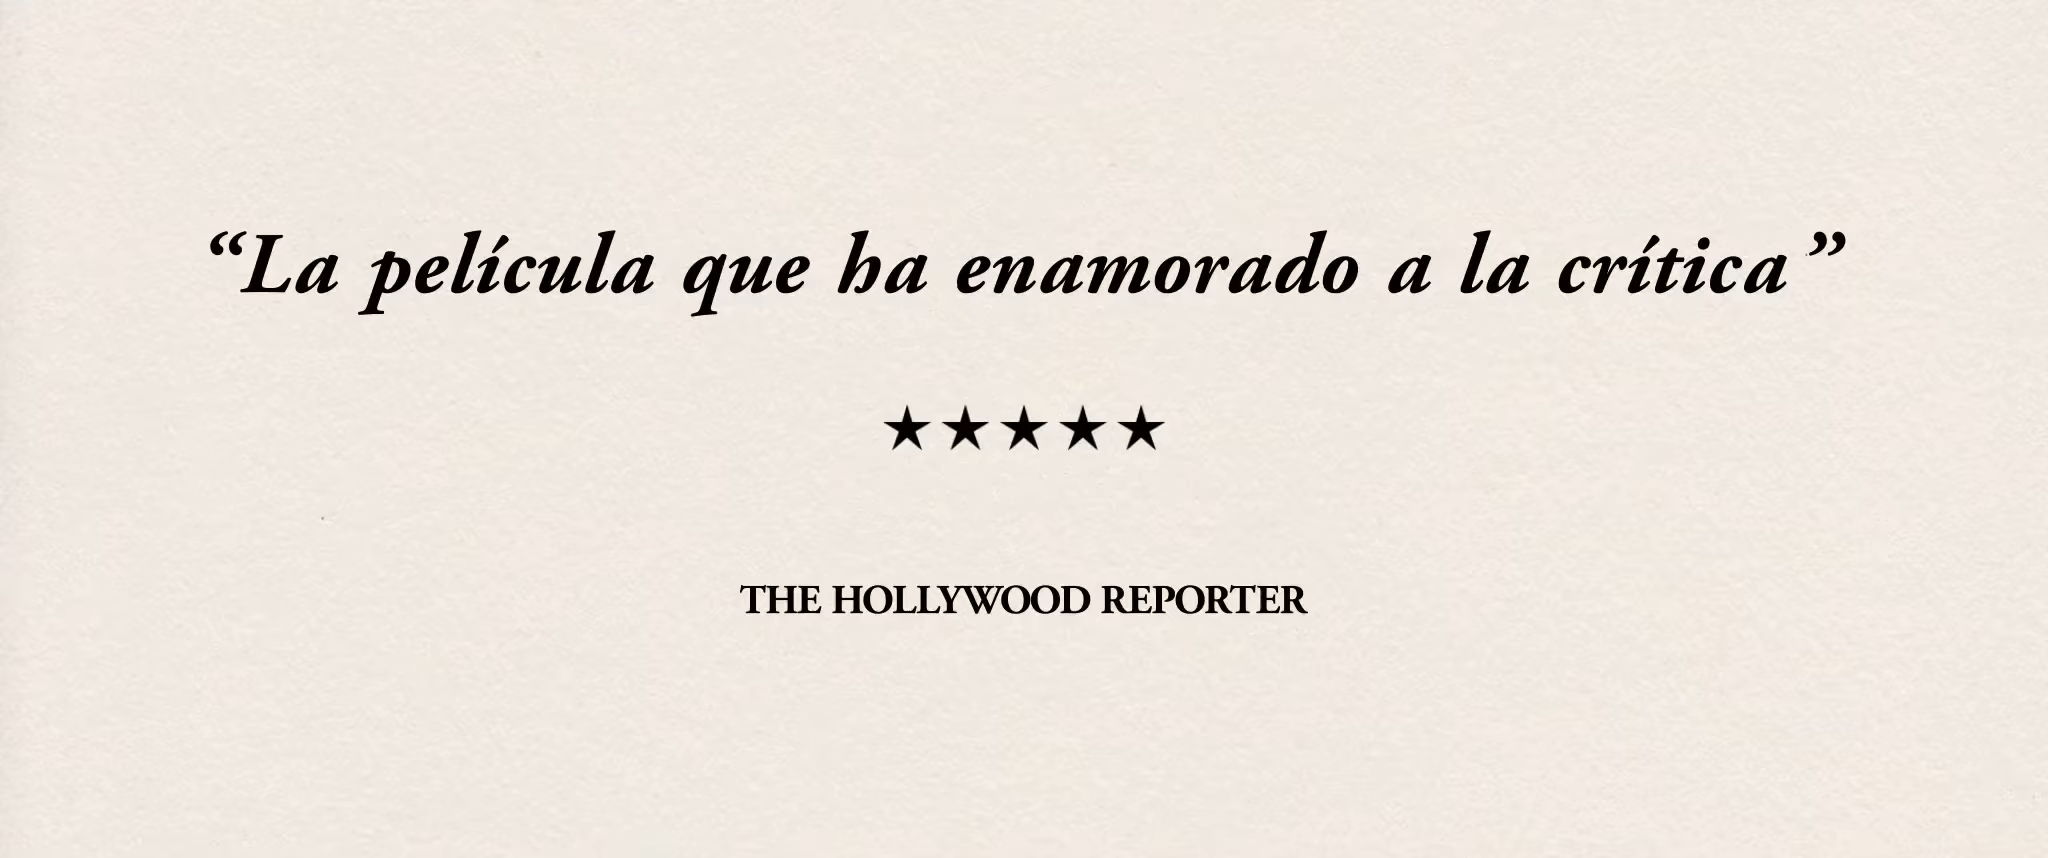 “La película que ha enamorado a la crítica”
★★★★★
THE HOLLYWOOD REPORTER